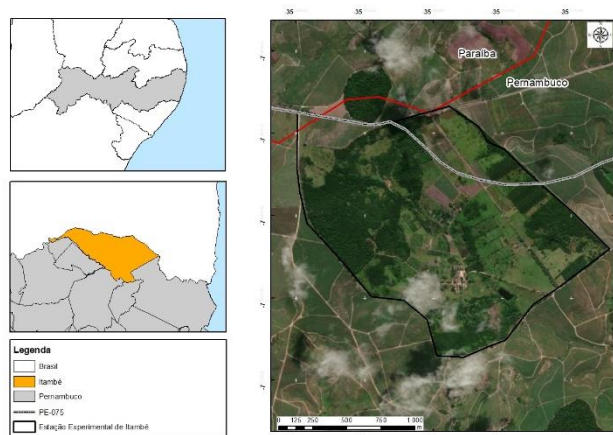 Legenda
Brasil
Itambé
Pernambuco
PE-075
Estação Experimental de Itambé
35
35
35
35
Paraíba
Pernambuco
0 125 250 500 750 1 000
m